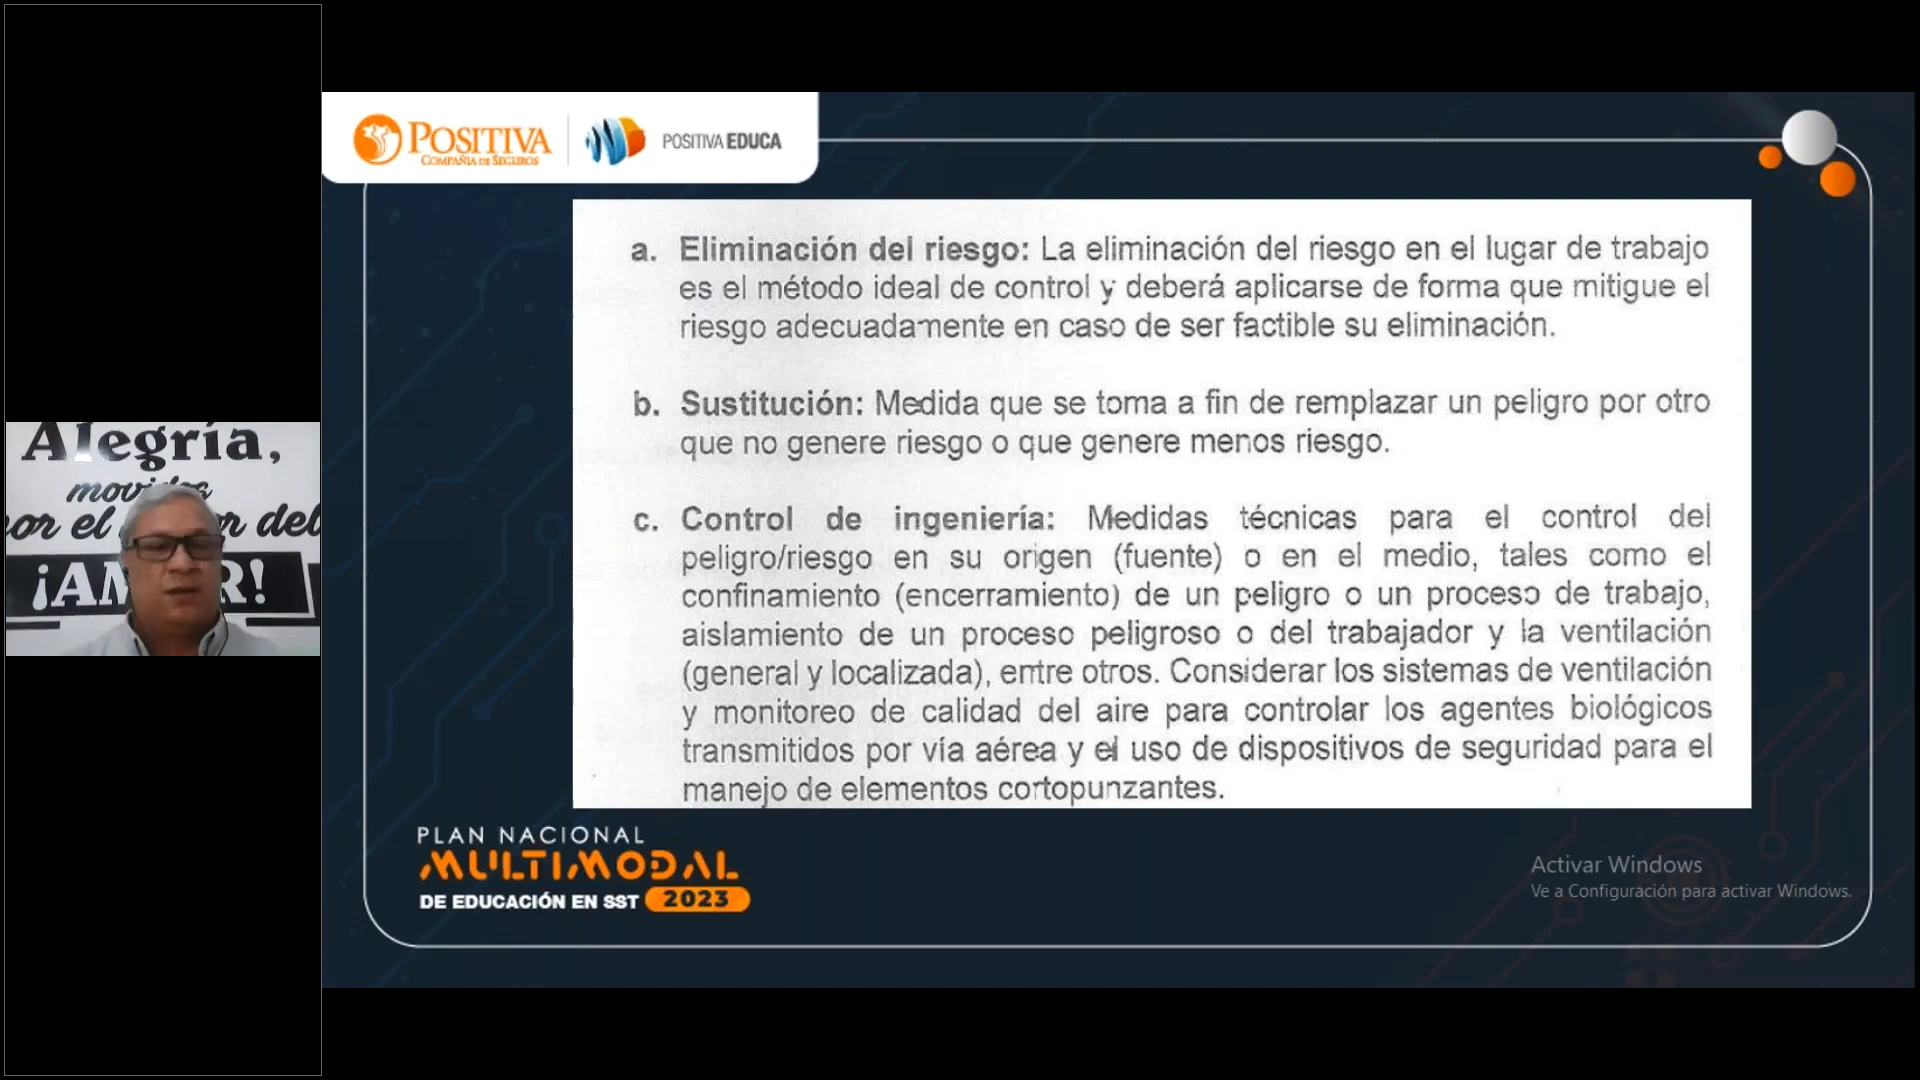 POSITIVA
COMPAÑIA DE SEGUROS
POSITIVA EDUCA
a. Eliminación del riesgo: La eliminación del riesgo en el lugar de trabajo
es el método ideal de control y deberá aplicarse de forma que mitigue el
riesgo adecuadamente en caso de ser factible su eliminación.
b. Sustitución: Medida que se toma a fin de remplazar un peligro por otro
que no genere riesgo o que genere menos riesgo.
c. Control de ingeniería: Medidas técnicas para el control del
peligro/riesgo en su origen (fuente) o en el medio, tales como el
confinamiento (encerramiento) de un peligro o un proceso de trabajo,
aislamiento de un proceso peligroso o del trabajador y la ventilación
(general y localizada), entre otros. Considerar los sistemas de ventilación
y monitoreo de calidad del aire para controlar los agentes biológicos
transmitidos por vía aérea y el uso de dispositivos de seguridad para el
manejo de elementos cortopunzantes.
Alegría,
por el
del
PLAN NACIONAL
MULTIMODAL
DE EDUCACIÓN EN SST 2023
Activar Windows
Ve a Configuración para activar Windows.